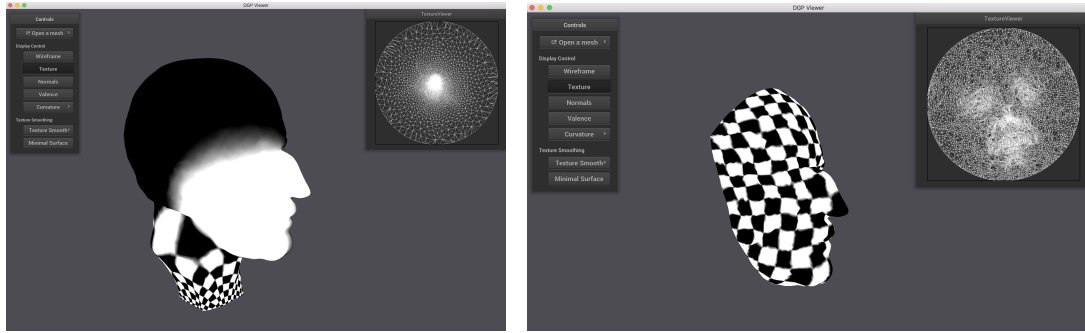 DGP Viewer
Controls
Open a mesh
Display Control
Wireframe
Texture
Normals
Valence
Curvature
Texture Smoothing
Texture Smooth
Minimal Surface
TextureViewer
DGP Viewer
Controls
Open a mesh
Display Control
Wireframe
Texture
Normals
Valence
Curvature
Texture Smoothing
Texture Smooth
Minimal Surface
TextureViewer